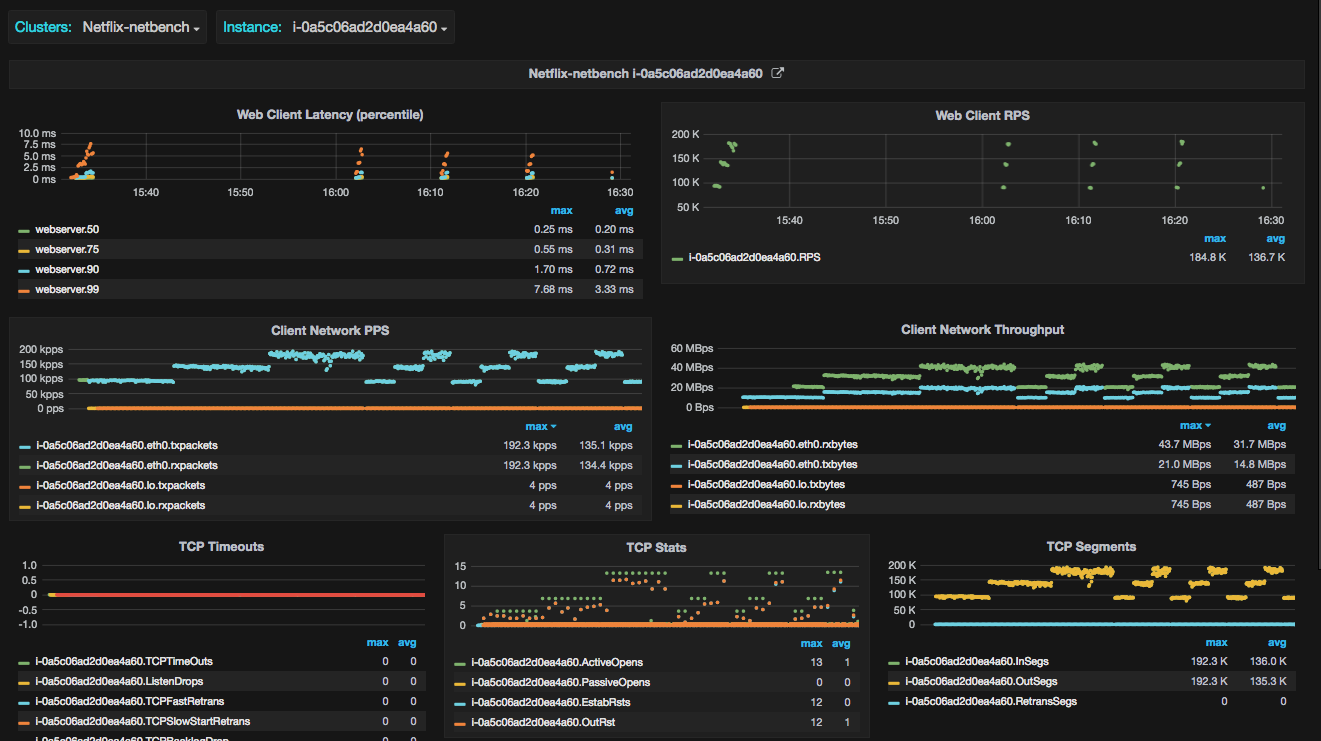 Clusters: Netflix-netbench Instance: i-0a5c06ad2d0ea4a60
Netflix-netbench i-0a5c06ad2d0ea4a60
Web Client Latency (percentile)
10.0 ms
7.5 ms
5.0 ms
2.5 ms
0 ms
15:40 15:50 16:00 16:10 16:20 16:30
max avg
webserver.50 0.25 ms 0.20 ms
webserver.75 0.55 ms 0.31 ms
webserver.90 1.70 ms 0.72 ms
webserver.99 7.68 ms 3.33 ms
Web Client RPS
200 K
150 K
100 K
50 K
15:40 15:50 16:00 16:10 16:20 16:30
max avg
i-0a5c06ad2d0ea4a60.RPS 184.8 K 136.7 K
Client Network PPS
200 kpps
150 kpps
100 kpps
50 kpps
0 pps
max avg
i-0a5c06ad2d0ea4a60.eth0.txpackets 192.3 kpps 135.1 kpps
i-0a5c06ad2d0ea4a60.eth0.rxpackets 192.3 kpps 134.4 kpps
i-0a5c06ad2d0ea4a60.lo.txpackets 4 pps 4 pps
i-0a5c06ad2d0ea4a60.lo.rxpackets 4 pps 4 pps
Client Network Throughput
60 MBps
40 MBps
20 MBps
0 Bps
max avg
i-0a5c06ad2d0ea4a60.eth0.rxbytes 43.7 MBps 31.7 MBps
i-0a5c06ad2d0ea4a60.eth0.txbytes 21.0 MBps 14.8 MBps
i-0a5c06ad2d0ea4a60.lo.txbytes 745 Bps 487 Bps
i-0a5c06ad2d0ea4a60.lo.rxbytes 745 Bps 487 Bps
TCP Timeouts
1.0
0.5
0
-0.5
-1.0
max avg
i-0a5c06ad2d0ea4a60.TCPTimeOuts 0 0
i-0a5c06ad2d0ea4a60.ListenDrops 0 0
i-0a5c06ad2d0ea4a60.TCPFastRetrans 0 0
i-0a5c06ad2d0ea4a60.TCPSlowStartRetrans 0 0
i-0a5c06ad2d0ea4a60.TCPBacklogDrop 0 0
TCP Stats
15
10
5
0
max avg
i-0a5c06ad2d0ea4a60.ActiveOpens 13 1
i-0a5c06ad2d0ea4a60.PassiveOpens 0 0
i-0a5c06ad2d0ea4a60.EstabRsts 12 0
i-0a5c06ad2d0ea4a60.OutRst 12 1
TCP Segments
200 K
150 K
100 K
50 K
0
max avg
i-0a5c06ad2d0ea4a60.InSegs 192.3 K 136.0 K
i-0a5c06ad2d0ea4a60.OutSegs 192.3 K 135.3 K
i-0a5c06ad2d0ea4a60.RetransSegs 0 0